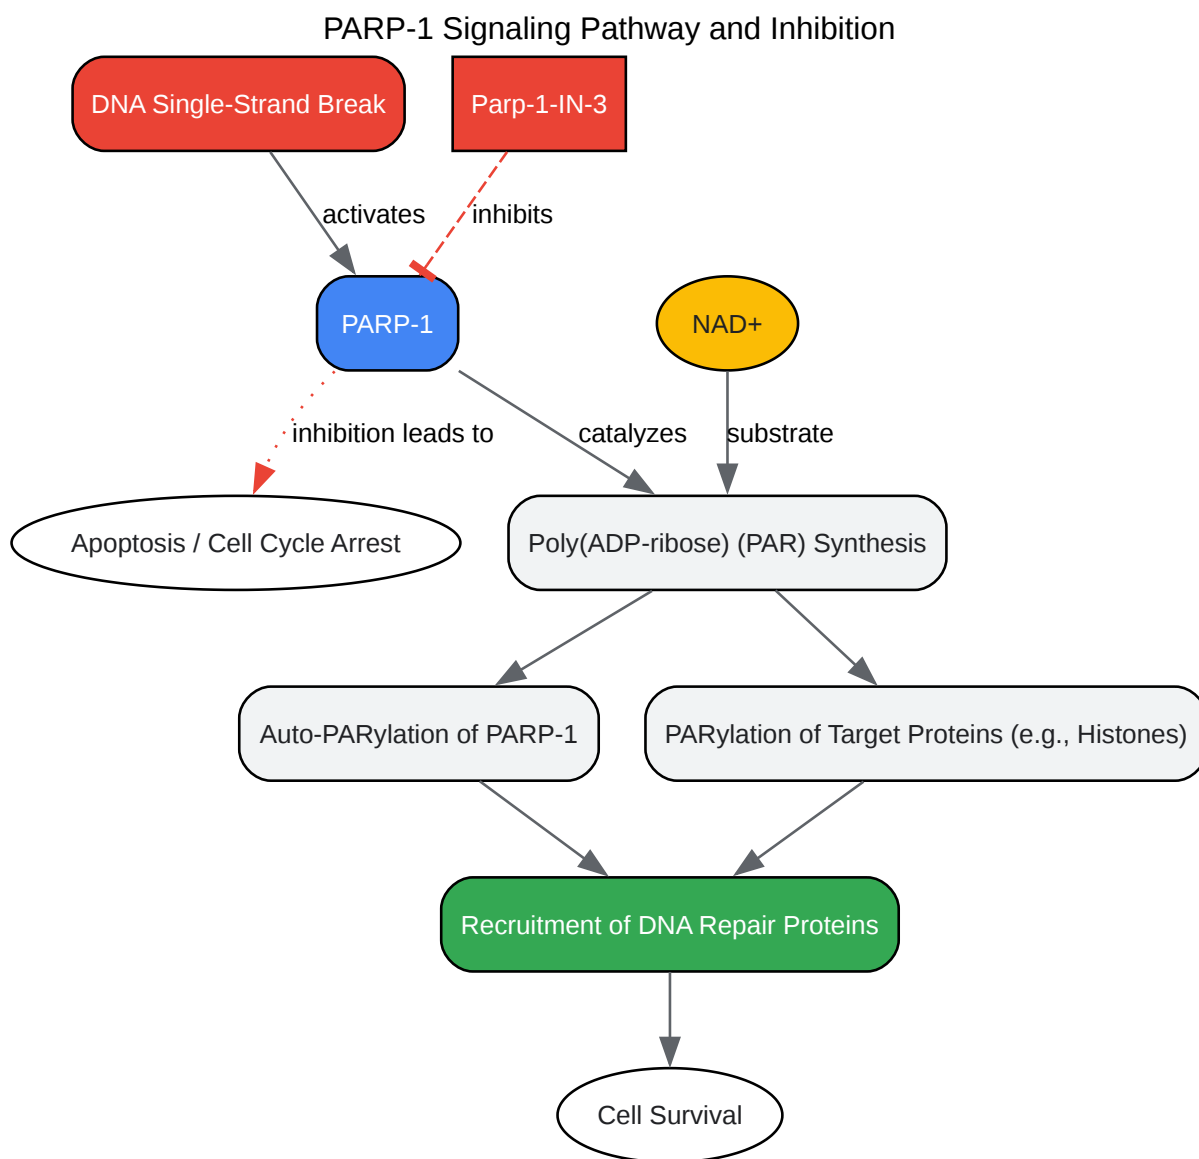 PARP-1 Signaling Pathway and Inhibition
DNA Single-Strand Break
Parp-1-IN-3
activates
inhibits
PARP-1
NAD+
inhibition leads to
catalyzes
substrate
Apoptosis / Cell Cycle Arrest
Poly(ADP-ribose) (PAR) Synthesis
Auto-PARylation of PARP-1
PARylation of Target Proteins (e.g., Histones)
Recruitment of DNA Repair Proteins
Cell Survival